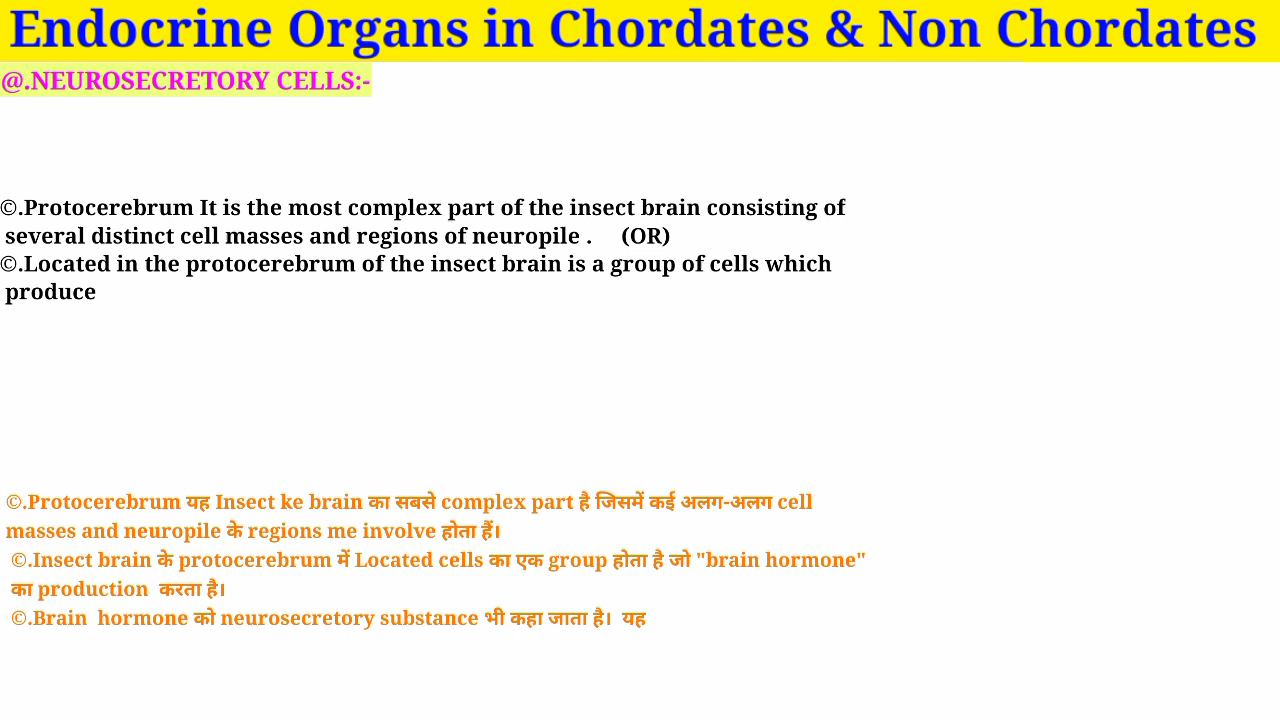 Endocrine Organs in Chordates & Non Chordates
@.NEUROSECRETORY CELLS:-
©.Protocerebrum It is the most complex part of the insect brain consisting of
several distinct cell masses and regions of neuropile . (OR)
©.Located in the protocerebrum of the insect brain is a group of cells which
produce
©.Protocerebrum यह Insect ke brain का सबसे complex part है जिसमें कई अलग-अलग cell
masses and neuropile के regions me involve होता हैं।
©.Insect brain के protocerebrum में Located cells का एक group होता है जो "brain hormone"
का production करता है।
©.Brain hormone को neurosecretory substance भी कहा जाता है। यह